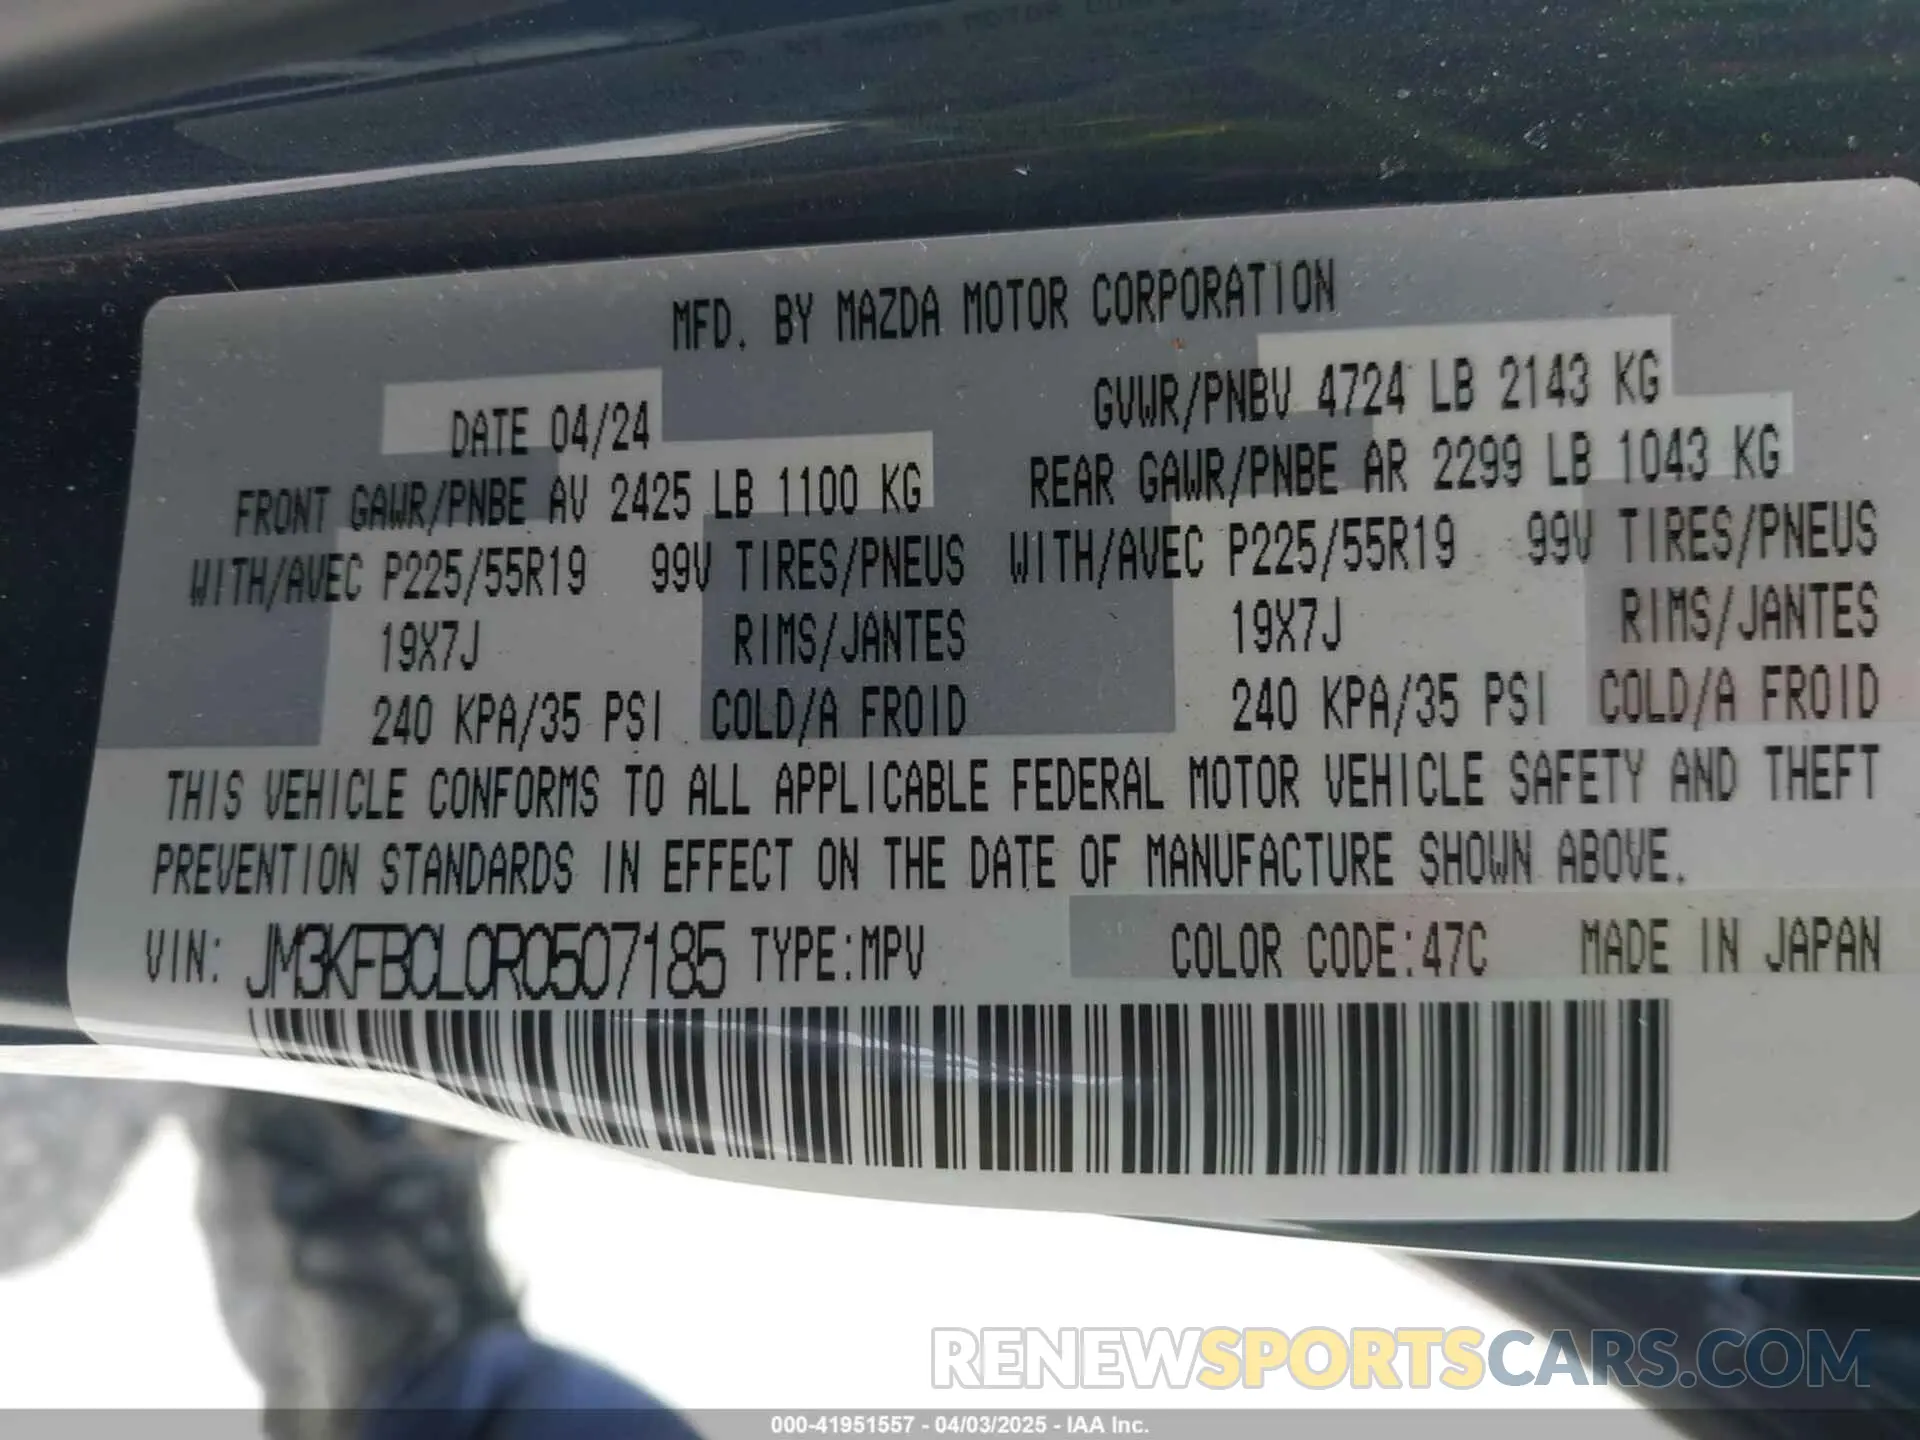 MFD. BY MAZDA MOTOR CORPORATION
DATE 04/24 GVWR/PNBV 4724 LB 2143 KG
FRONT GAWR/PNBE AV 2425 LB 1100 KG REAR GAWR/PNBE AR 2299 LB 1043 KG
WITH/AVEC P225/55R19 99V TIRES/PNEUS WITH/AVEC P225/55R19 99V TIRES/PNEUS
19X7J RIMS/JANTES 19X7J RIMS/JANTES
240 KPA/35 PSI COLD/A FROID 240 KPA/35 PSI COLD/A FROID
THIS VEHICLE CONFORMS TO ALL APPLICABLE FEDERAL MOTOR VEHICLE SAFETY AND THEFT
PREVENTION STANDARDS IN EFFECT ON THE DATE OF MANUFACTURE SHOWN ABOVE.
VIN: JM3KFBCL0R0507185 TYPE:MPV COLOR CODE:47C MADE IN JAPAN
RENEWSPORTSCARS.COM
000-41951557 - 04/03/2025 - IAA Inc.